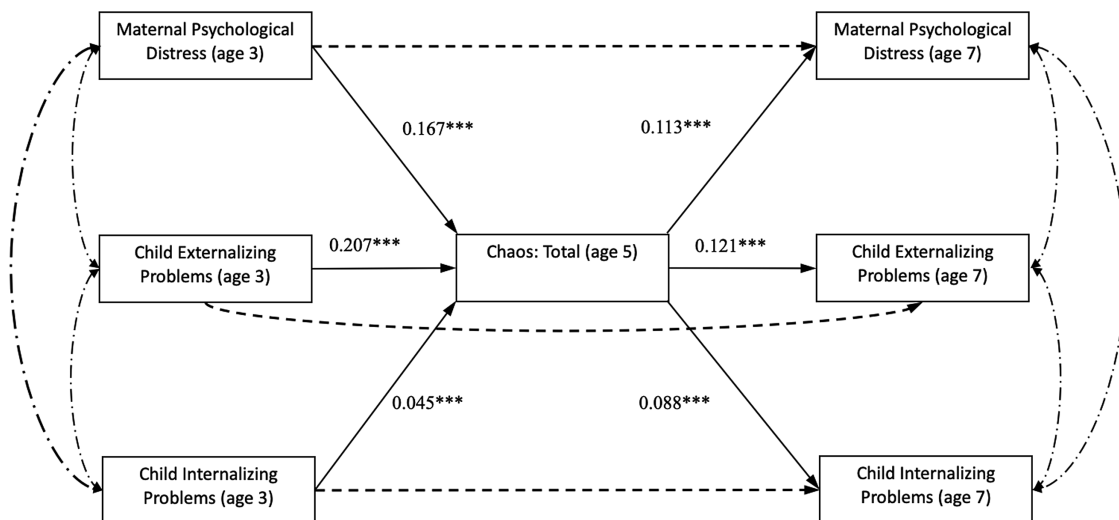 Maternal Psychological
Distress (age 3)
Maternal Psychological
Distress (age 7)
0.167***
0.113***
Child Externalizing
Problems (age 3)
0.207***
Chaos: Total (age 5)
0.121***
Child Externalizing
Problems (age 7)
0.045***
0.088***
Child Internalizing
Problems (age 3)
Child Internalizing
Problems (age 7)